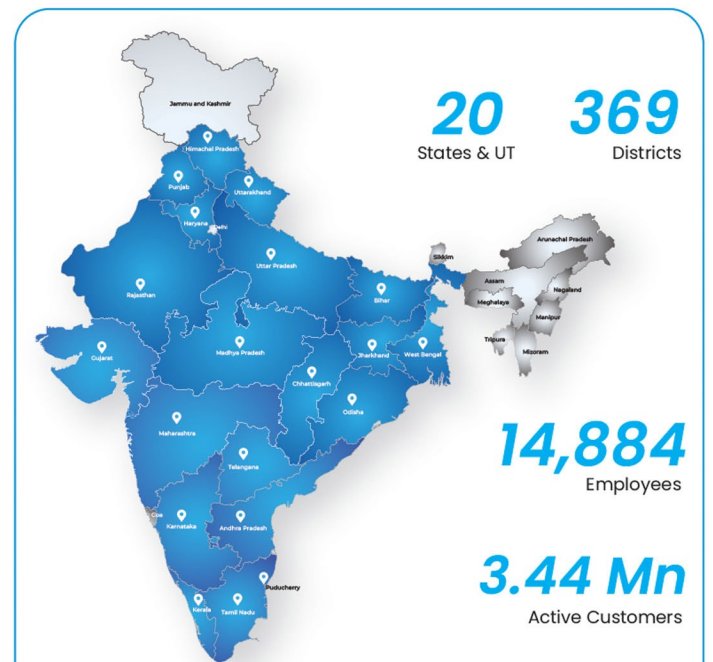 20
States & UT
369
Districts
Jammu and Kashmir
Himachal Pradesh
Punjab
Uttarakhand
Haryana
Delhi
Uttar Pradesh
Rajasthan
Bihar
Sikkim
Arunachal Pradesh
Assam
Nagaland
Meghalaya
Manipur
Tripura
Mizoram
Gujarat
Madhya Pradesh
Jharkhand
West Bengal
Chhattisgarh
Odisha
Maharashtra
Telangana
Goa
Karnataka
Andhra Pradesh
Puducherry
Kerala
Tamil Nadu
14,884
Employees
3.44 Mn
Active Customers